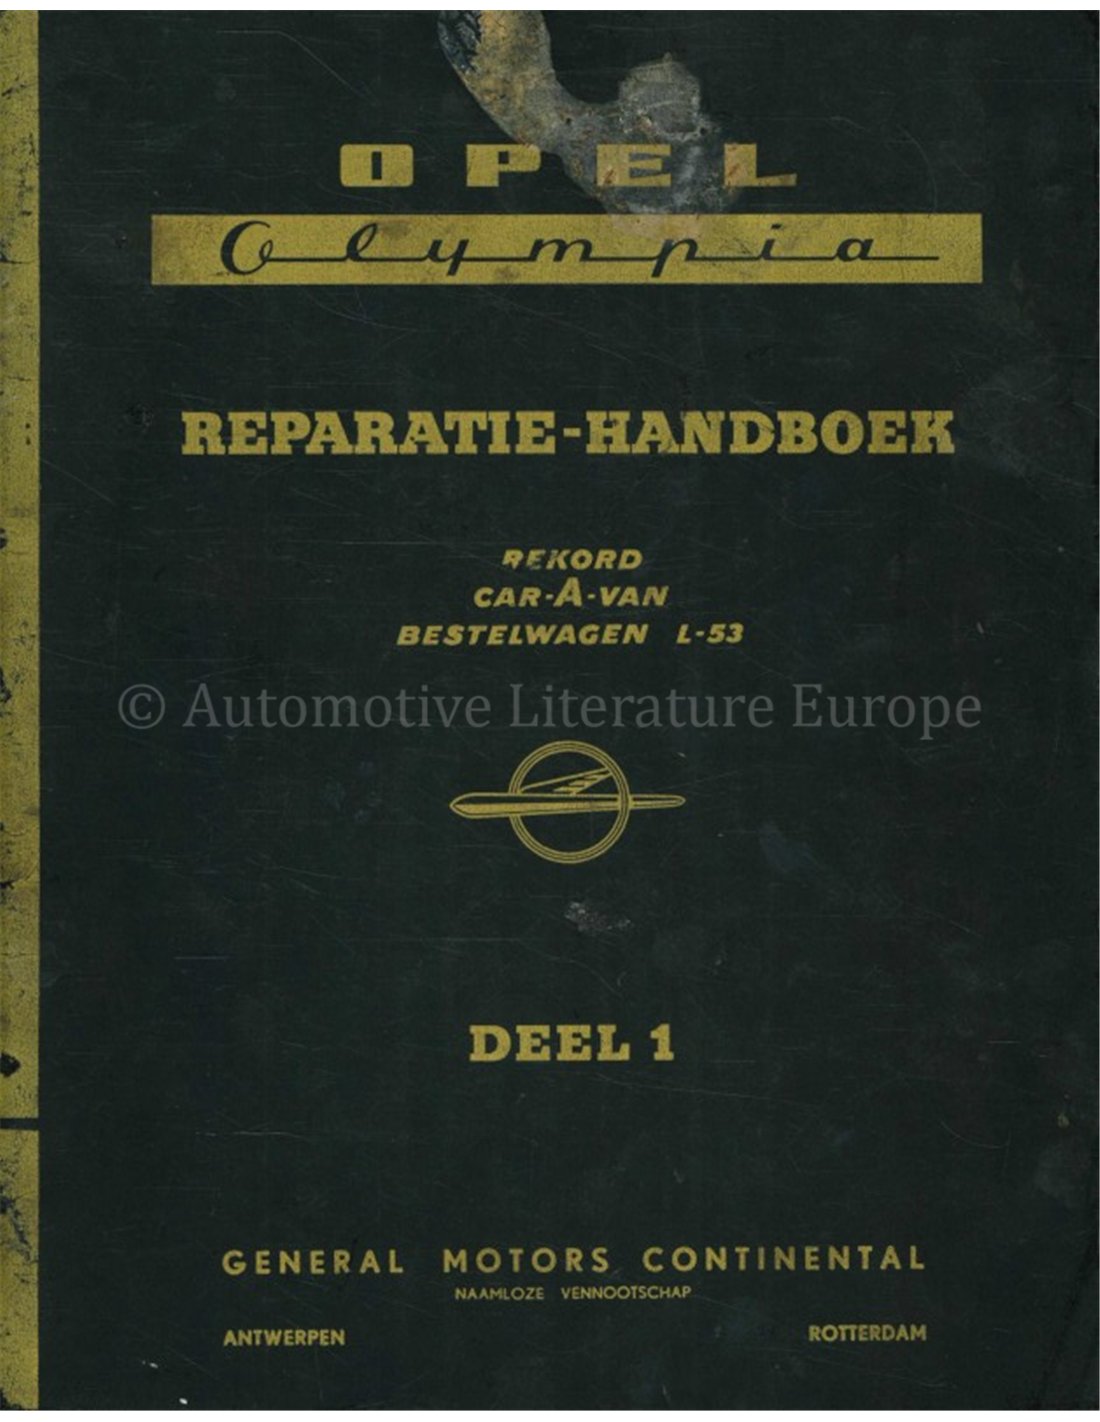 OPEL
Olympia
REPARATIE-HANDBOEK
REKORD
CAR-A-VAN
BESTELWAGEN L-53
© Automotive Literature Europe
DEEL 1
GENERAL MOTORS CONTINENTAL
NAAMLOZE VENNOOTSCHAP
ANTWERPEN ROTTERDAM